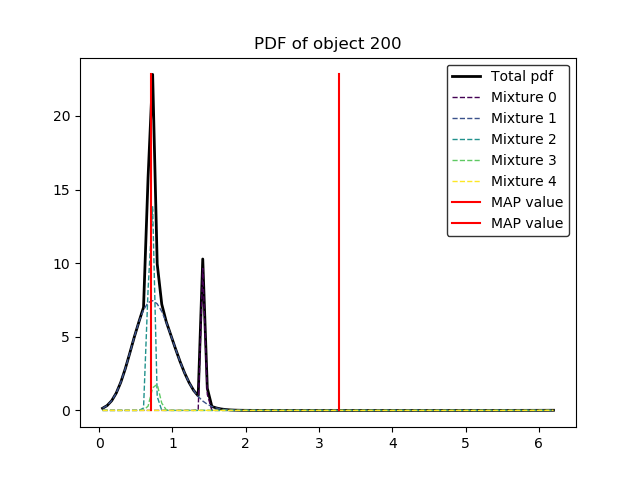 PDF of object 200
Total pdf
Mixture 0
Mixture 1
Mixture 2
Mixture 3
Mixture 4
MAP value
MAP value
20
15
10
5
0
0 1 2 3 4 5 6